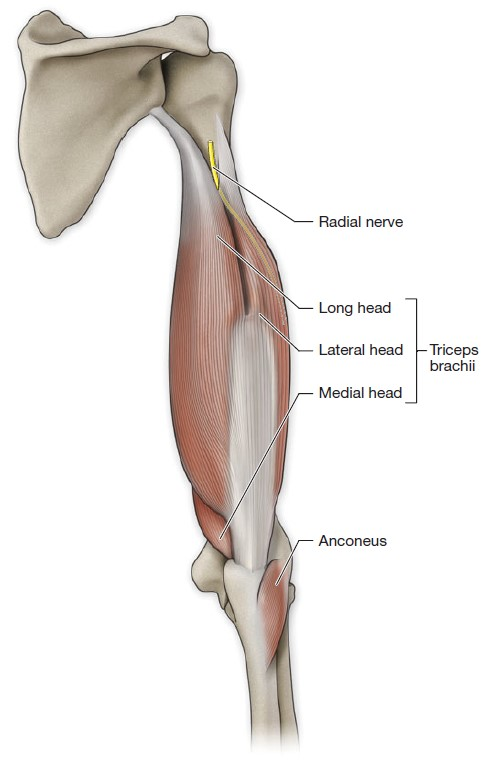 Radial nerve
Long head
Lateral head
Triceps
brachii
Medial head
Anconeus